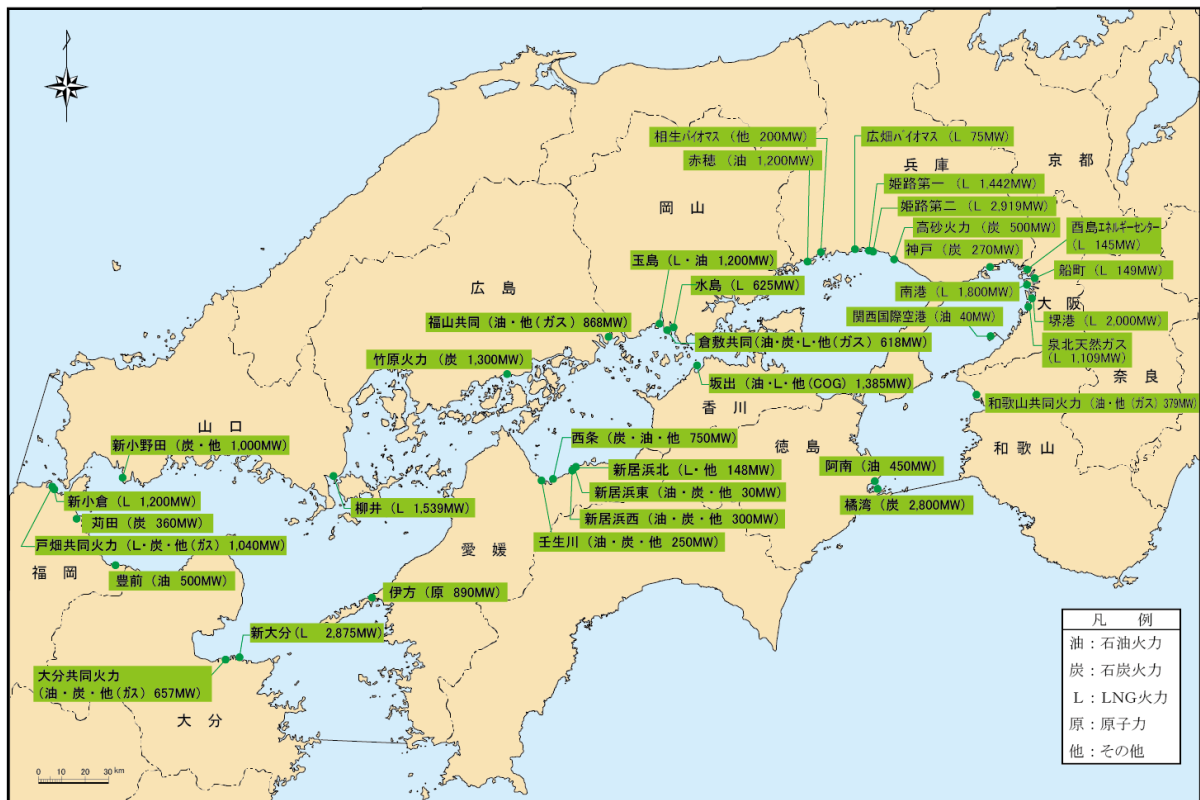 相生バイオマス (他 200MW)
広畑バイオマス (L 75MW)
赤穂 (油 1,200MW)
兵 庫
京 都
姫路第一 (L 1,442MW)
岡 山
姫路第二 (L 2,919MW)
高砂火力 (炭 500MW)
酉島エネルギーセンター
(L 145MW)
神戸 (炭 270MW)
玉島 (L・油 1,200MW)
船町 (L 149MW)
水島 (L 625MW)
広 島
南港 (L 1,800MW)
大 阪
関西国際空港 (油 40MW)
堺港 (L 2,000MW)
福山共同 (油・他(ガス) 868MW)
倉敷共同(油・炭・L・他(ガス) 618MW)
泉北天然ガス
(L 1,109MW)
竹原火力 (炭 1,300MW)
坂出 (油・L・他(COG) 1,385MW)
奈 良
香 川
和歌山共同火力 (油・他(ガス) 379MW)
山 口
西条 (炭・油・他 750MW)
徳 島
和歌山
新小野田 (炭・他 1,000MW)
新居浜北 (L・他 148MW)
阿南 (油 450MW)
新居浜東 (油・炭・他 30MW)
新小倉 (L 1,200MW)
柳井 (L 1,539MW)
橘湾 (炭 2,800MW)
苅田 (炭 360MW)
新居浜西 (油・炭・他 300MW)
戸畑共同火力 (L・炭・他(ガス) 1,040MW)
壬生川 (油・炭・他 250MW)
愛 媛
福 岡
豊前 (油 500MW)
伊方 (原 890MW)
新大分(L 2,875MW)
大分共同火力
(油・炭・他(ガス) 657MW)
大 分
凡 例
油：石油火力
炭：石炭火力
L：LNG火力
原：原子力
他：その他
0 10 20 30 km